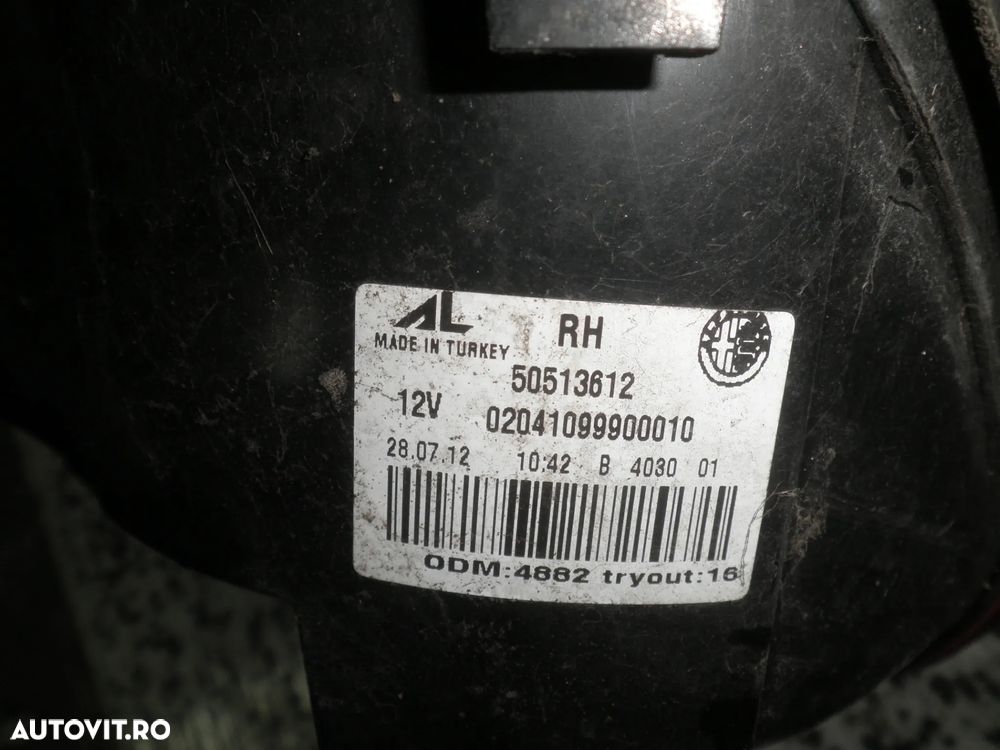 AL
RH
MADE IN TURKEY
50513612
12V 02041099900010
28.07.12 10:42 B 4030 01
ODM:4882 tryout:16
AUTOVIT.RO